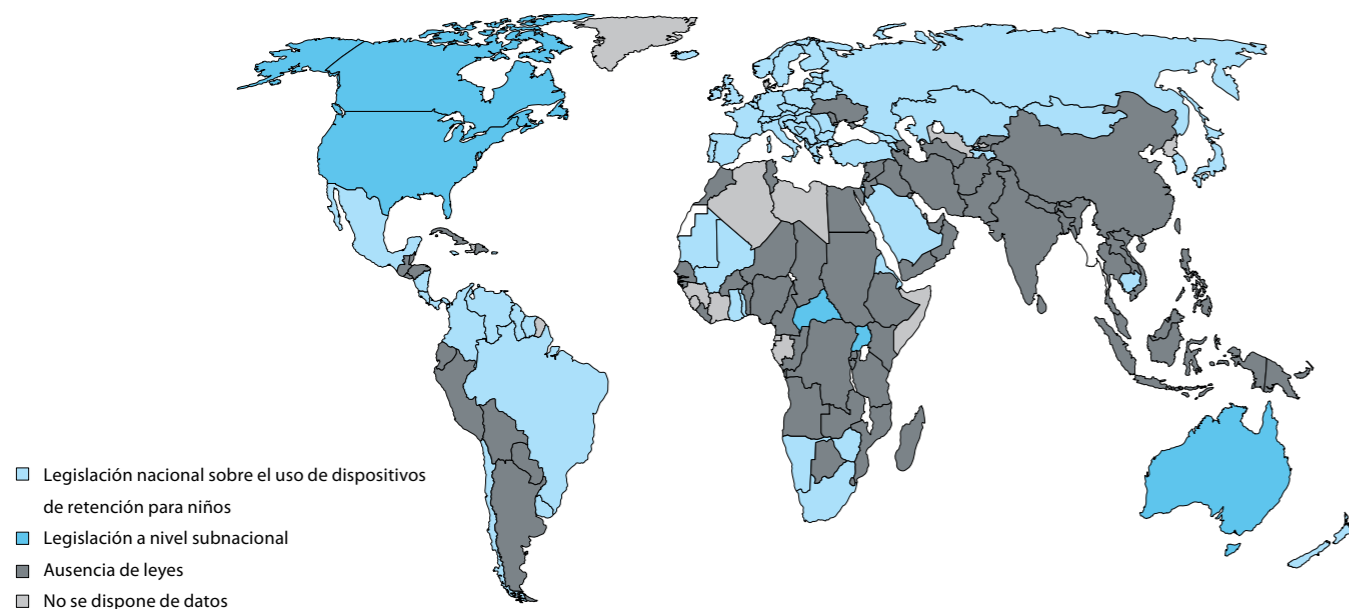 Legislación nacional sobre el uso de dispositivos
de retención para niños
Legislación a nivel subnacional
Ausencia de leyes
No se dispone de datos